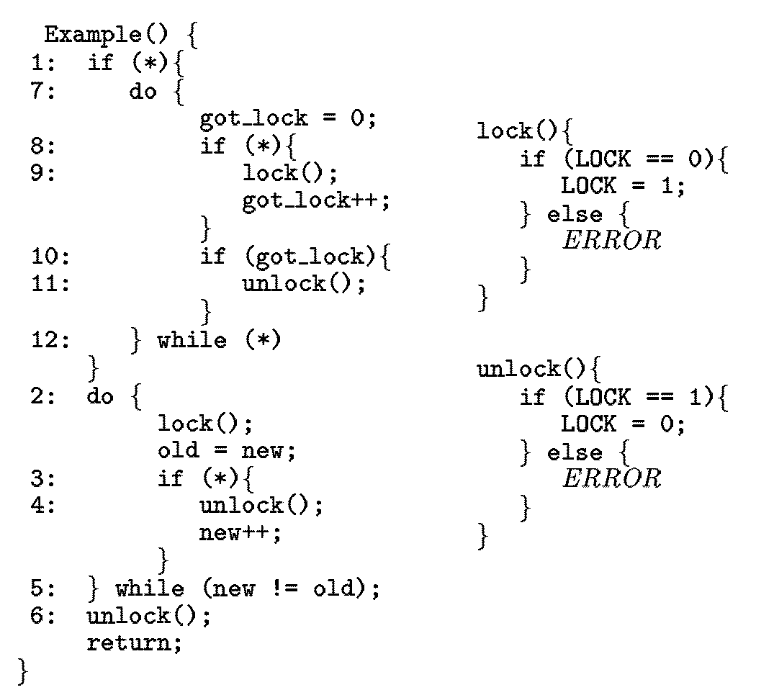 Example() {
1: if (*){
7: do {
got_lock = 0;
8: if (*){
9: lock();
got_lock++;
}
10: if (got_lock){
11: unlock();
}
12: } while (*)
}
2: do {
lock();
old = new;
3: if (*){
4: unlock();
new++;
}
5: } while (new != old);
6: unlock();
return;
}
lock(){
if (LOCK == 0){
LOCK = 1;
} else {
ERROR
}
}
unlock(){
if (LOCK == 1){
LOCK = 0;
} else {
ERROR
}
}